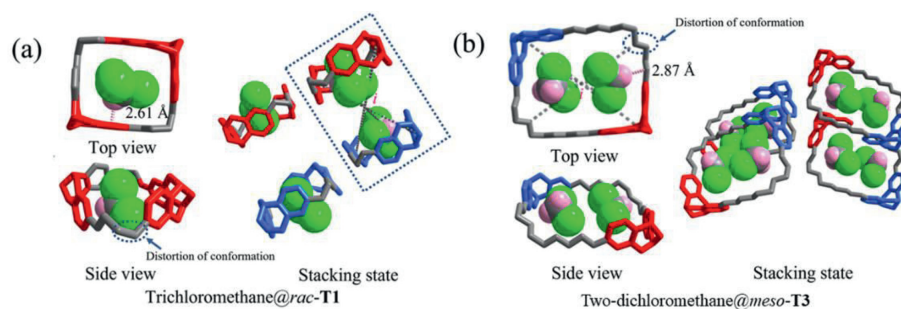 (a)
2.61 Å
Top view
Distortion of conformation
Side view
Stacking state
Trichloromethane@rac-T1
(b)
Distortion of conformation
2.87 Å
Top view
Side view
Stacking state
Two-dichloromethane@meso-T3